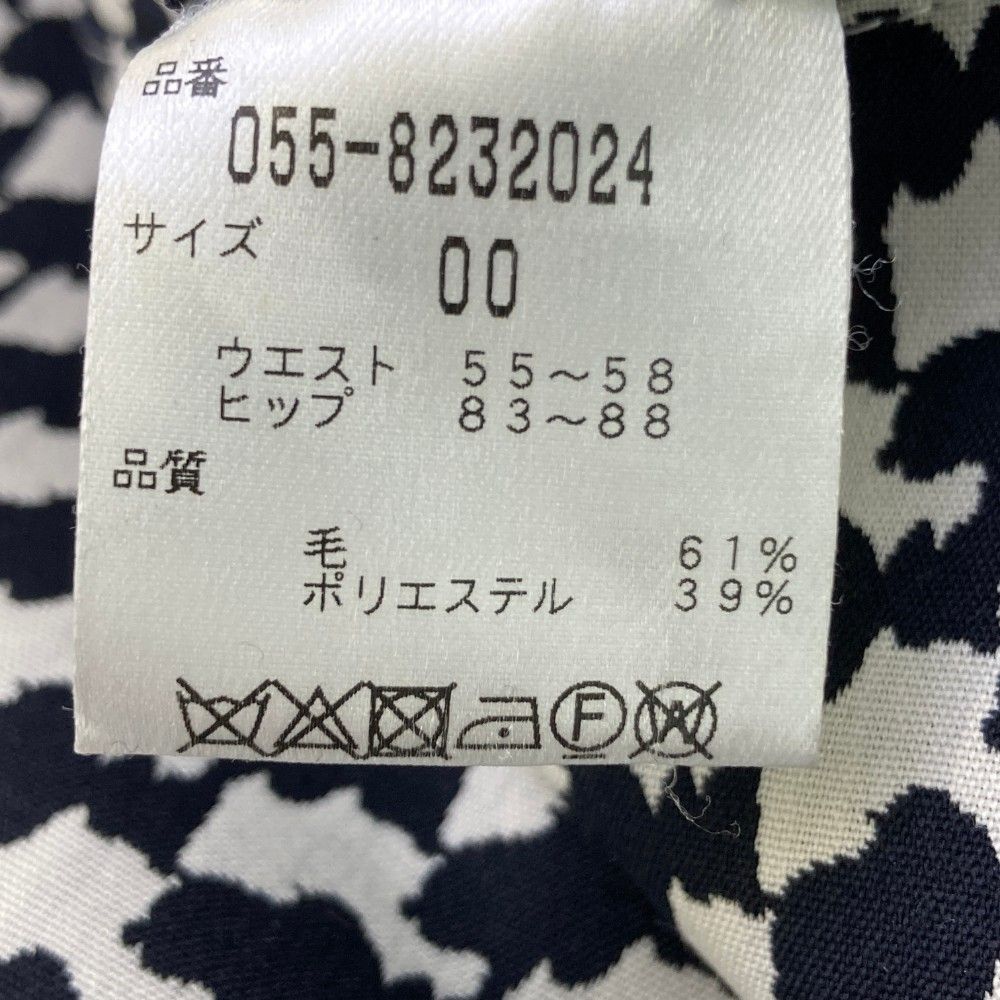 品番
055-8232024
サイズ
00
ウエスト 55～58
ヒップ 83～88
品質
毛 61%
ポリエステル 39%
F W